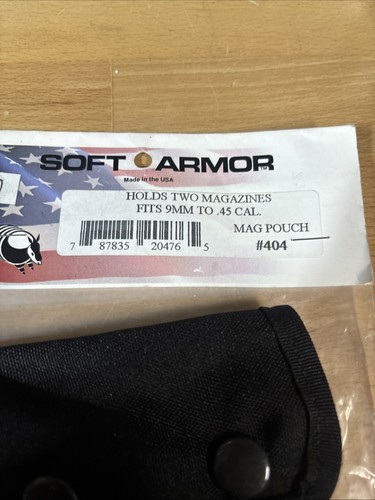 SOFT ARMOR™
Made in the USA
HOLDS TWO MAGAZINES
FITS 9MM TO .45 CAL.
7 87835 20476 5
MAG POUCH
#404